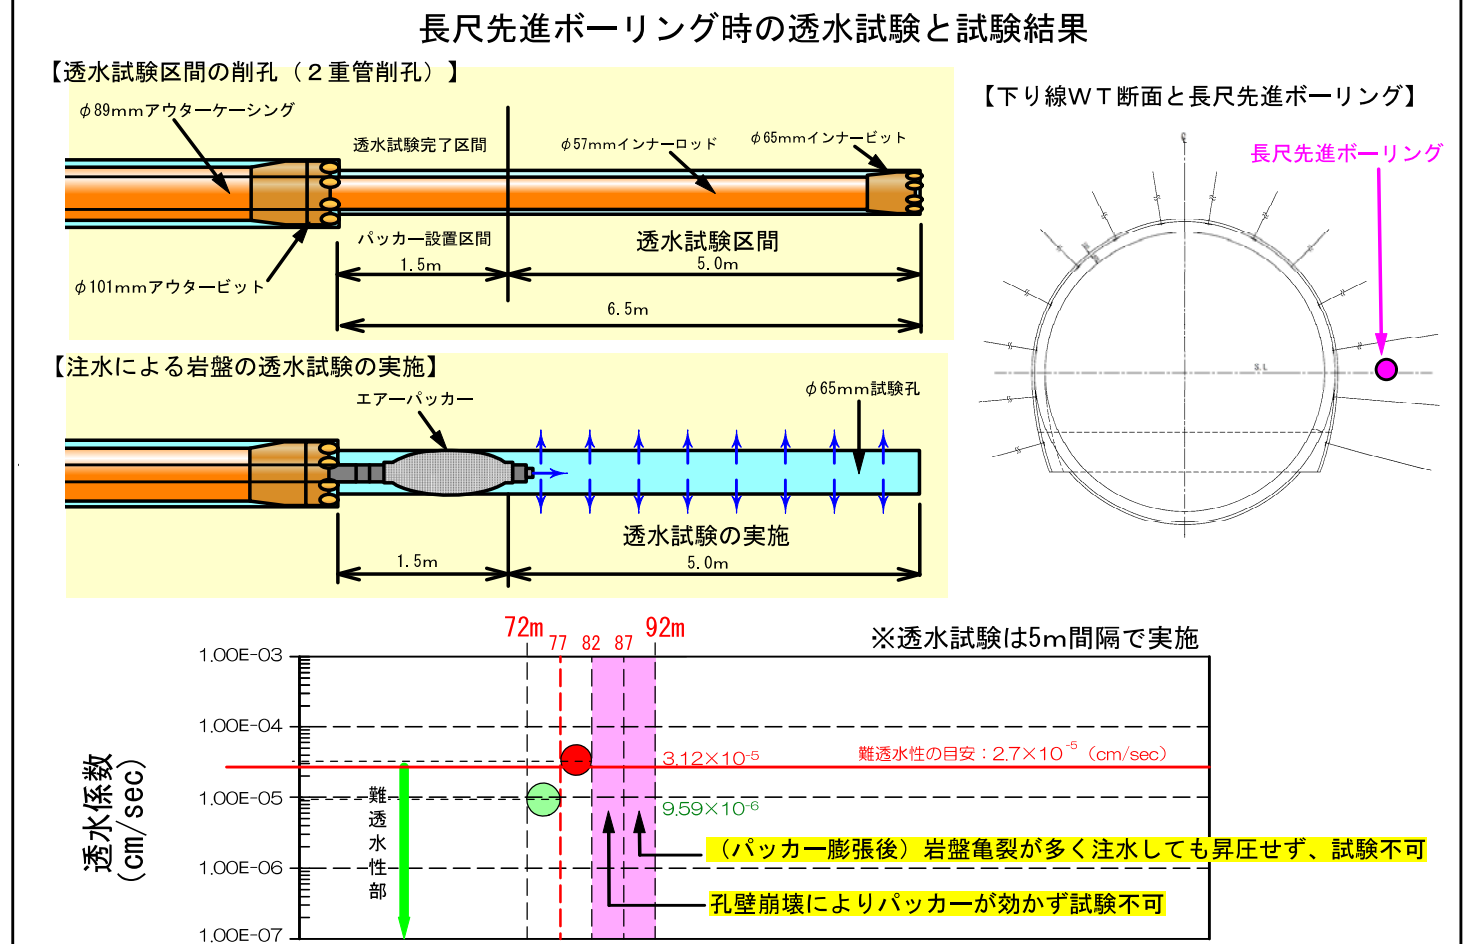 長尺先進ボーリング時の透水試験と試験結果
【透水試験区間の削孔（２重管削孔）】
φ89mmアウターケーシング
透水試験完了区間
φ57mmインナーロッド
φ65mmインナービット
パッカー設置区間
透水試験区間
1.5m
5.0m
φ101mmアウタービット
6.5m
【下り線ＷＴ断面と長尺先進ボーリング】
長尺先進ボーリング
S.L
【注水による岩盤の透水試験の実施】
エアーパッカー
φ65mm試験孔
透水試験の実施
1.5m
5.0m
72m
77
82
87
92m
※透水試験は5ｍ間隔で実施
1.00E-03
1.00E-04
1.00E-05
1.00E-06
1.00E-07
透水係数
(cm/sec)
難透水性部
3.12×10⁻⁵
難透水性の目安：2.7×10⁻⁵（cm/sec）
9.59×10⁻⁶
（パッカー膨張後）岩盤亀裂が多く注水しても昇圧せず、試験不可
孔壁崩壊によりパッカーが効かず試験不可